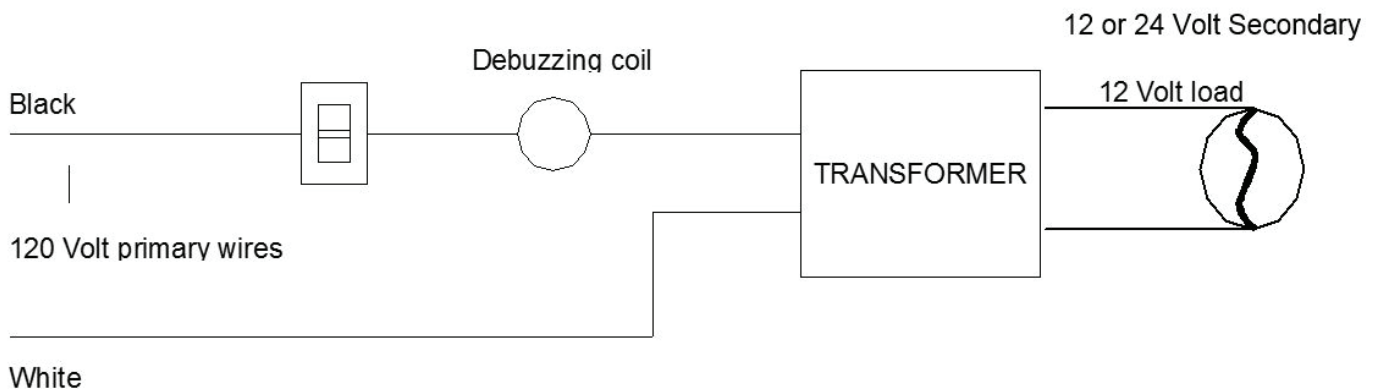 12 or 24 Volt Secondary
Debuzzing coil
12 Volt load
Black
TRANSFORMER
120 Volt primary wires
White